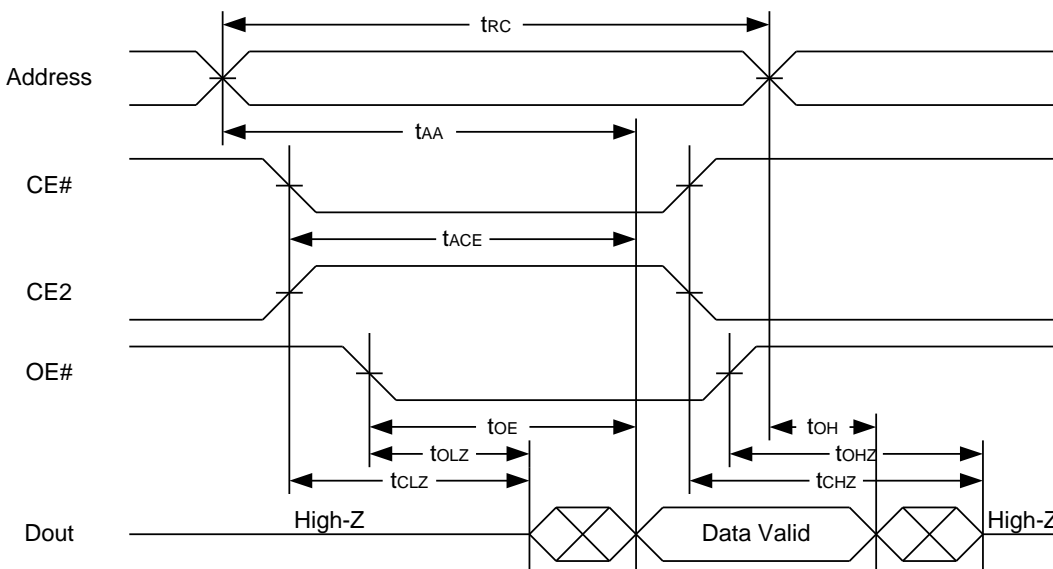 tRC
Address
tAA
CE#
tACE
CE2
OE#
tOE
tOH
tOLZ
tOHZ
tCLZ
tCHZ
High-Z
Data Valid
High-Z
Dout